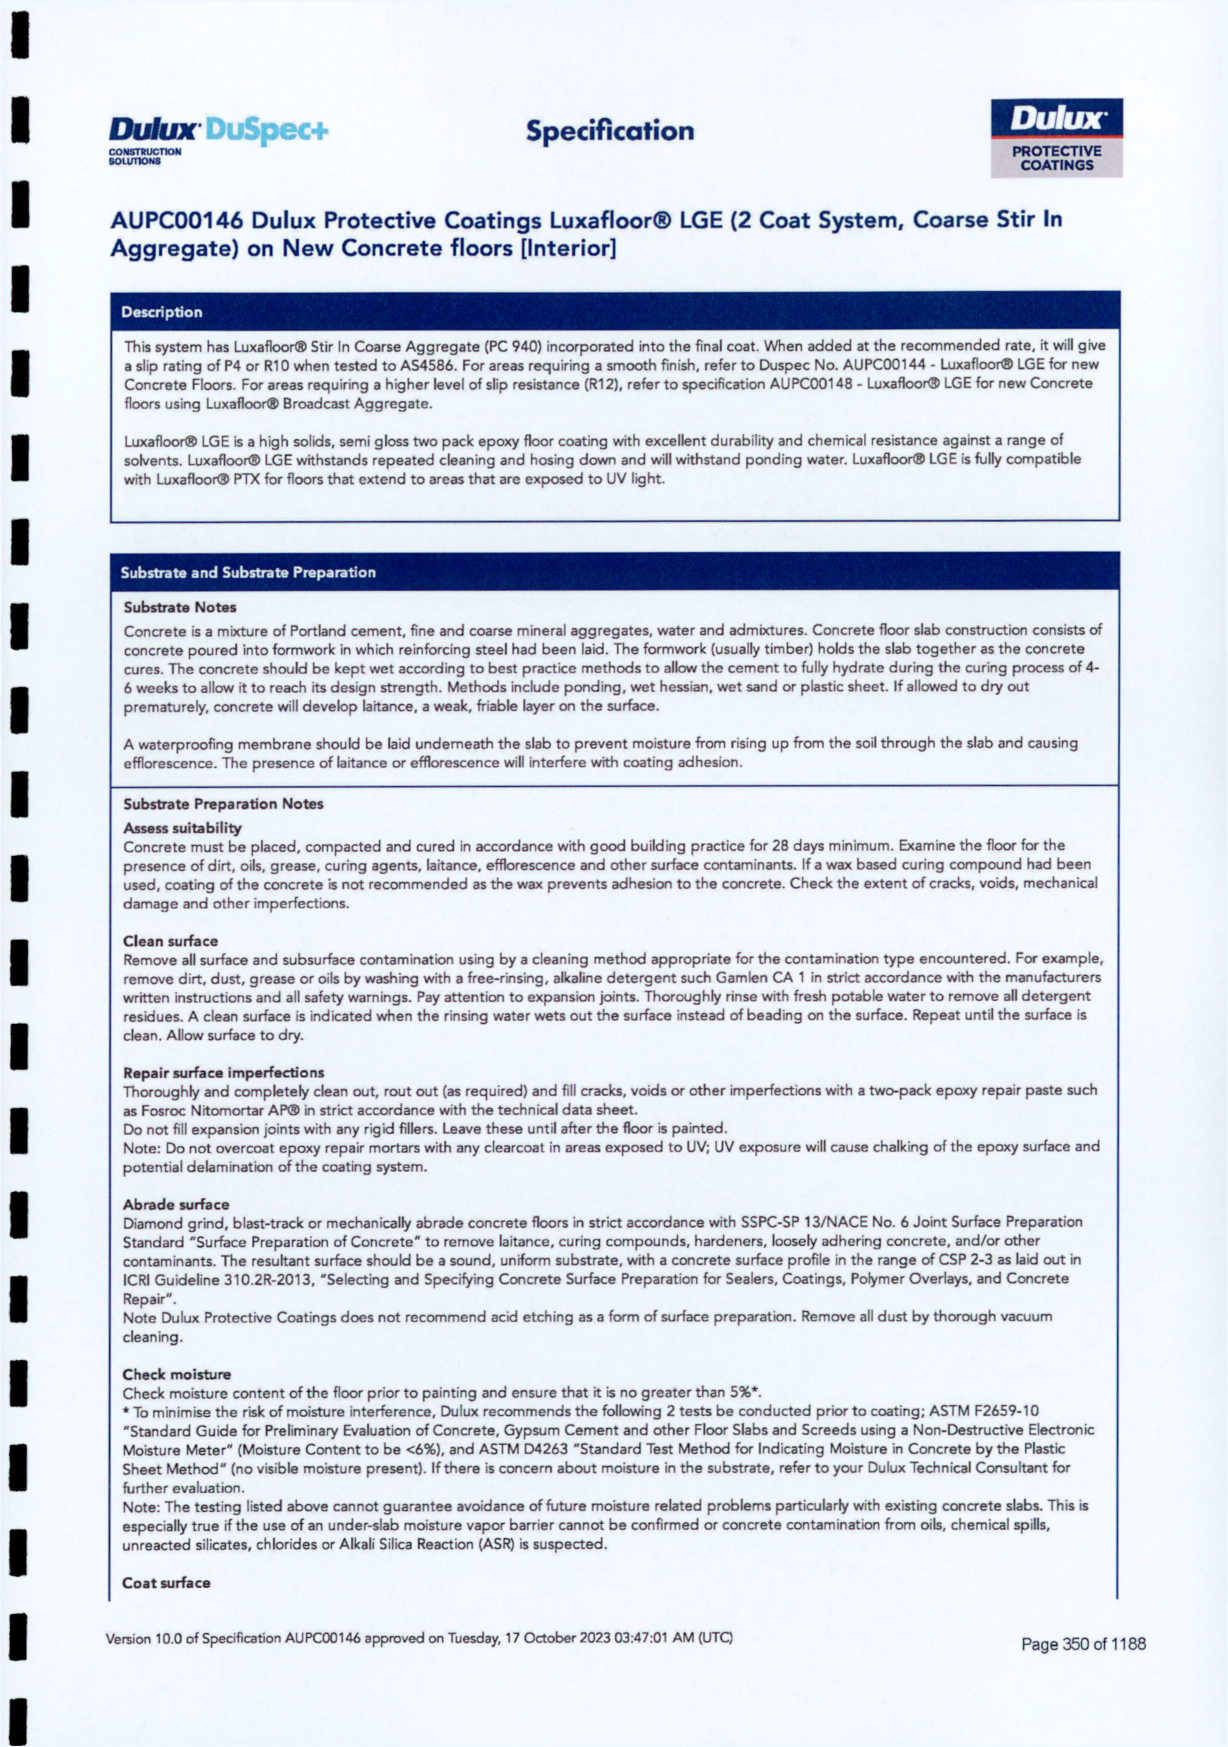 Dulux DuSpec+
CONSTRUCTION
SOLUTIONS
Specification
Dulux
PROTECTIVE
COATINGS
AUPC00146 Dulux Protective Coatings Luxafloor® LGE (2 Coat System, Coarse Stir In
Aggregate) on New Concrete floors [Interior]
Description
This system has Luxafloor® Stir In Coarse Aggregate (PC 940) incorporated into the final coat. When added at the recommended rate, it will give
a slip rating of P4 or R10 when tested to AS4586. For areas requiring a smooth finish, refer to Duspec No. AUPC00144 - Luxafloor® LGE for new
Concrete Floors. For areas requiring a higher level of slip resistance (R12), refer to specification AUPC00148 - Luxafloor® LGE for new Concrete
floors using Luxafloor® Broadcast Aggregate.
Luxafloor® LGE is a high solids, semi gloss two pack epoxy floor coating with excellent durability and chemical resistance against a range of
solvents. Luxafloor® LGE withstands repeated cleaning and hosing down and will withstand ponding water. Luxafloor® LGE is fully compatible
with Luxafloor® PTX for floors that extend to areas that are exposed to UV light.
Substrate and Substrate Preparation
Substrate Notes
Concrete is a mixture of Portland cement, fine and coarse mineral aggregates, water and admixtures. Concrete floor slab construction consists of
concrete poured into formwork in which reinforcing steel had been laid. The formwork (usually timber) holds the slab together as the concrete
cures. The concrete should be kept wet according to best practice methods to allow the cement to fully hydrate during the curing process of 4-
6 weeks to allow it to reach its design strength. Methods include ponding, wet hessian, wet sand or plastic sheet. If allowed to dry out
prematurely, concrete will develop laitance, a weak, friable layer on the surface.
A waterproofing membrane should be laid underneath the slab to prevent moisture from rising up from the soil through the slab and causing
efflorescence. The presence of laitance or efflorescence will interfere with coating adhesion.
Substrate Preparation Notes
Assess suitability
Concrete must be placed, compacted and cured in accordance with good building practice for 28 days minimum. Examine the floor for the
presence of dirt, oils, grease, curing agents, laitance, efflorescence and other surface contaminants. If a wax based curing compound had been
used, coating of the concrete is not recommended as the wax prevents adhesion to the concrete. Check the extent of cracks, voids, mechanical
damage and other imperfections.
Clean surface
Remove all surface and subsurface contamination using by a cleaning method appropriate for the contamination type encountered. For example,
remove dirt, dust, grease or oils by washing with a free-rinsing, alkaline detergent such Gamlen CA 1 in strict accordance with the manufacturers
written instructions and all safety warnings. Pay attention to expansion joints. Thoroughly rinse with fresh potable water to remove all detergent
residues. A clean surface is indicated when the rinsing water wets out the surface instead of beading on the surface. Repeat until the surface is
clean. Allow surface to dry.
Repair surface imperfections
Thoroughly and completely clean out, rout out (as required) and fill cracks, voids or other imperfections with a two-pack epoxy repair paste such
as Fosroc Nitomortar AP® in strict accordance with the technical data sheet.
Do not fill expansion joints with any rigid fillers. Leave these until after the floor is painted.
Note: Do not overcoat epoxy repair mortars with any clearcoat in areas exposed to UV; UV exposure will cause chalking of the epoxy surface and
potential delamination of the coating system.
Abrade surface
Diamond grind, blast-track or mechanically abrade concrete floors in strict accordance with SSPC-SP 13/NACE No. 6 Joint Surface Preparation
Standard "Surface Preparation of Concrete" to remove laitance, curing compounds, hardeners, loosely adhering concrete, and/or other
contaminants. The resultant surface should be a sound, uniform substrate, with a concrete surface profile in the range of CSP 2-3 as laid out in
ICRI Guideline 310.2R-2013, "Selecting and Specifying Concrete Surface Preparation for Sealers, Coatings, Polymer Overlays, and Concrete
Repair".
Note Dulux Protective Coatings does not recommend acid etching as a form of surface preparation. Remove all dust by thorough vacuum
cleaning.
Check moisture
Check moisture content of the floor prior to painting and ensure that it is no greater than 5%*.
* To minimise the risk of moisture interference, Dulux recommends the following 2 tests be conducted prior to coating; ASTM F2659-10
"Standard Guide for Preliminary Evaluation of Concrete, Gypsum Cement and other Floor Slabs and Screeds using a Non-Destructive Electronic
Moisture Meter" (Moisture Content to be <6%), and ASTM D4263 "Standard Test Method for Indicating Moisture in Concrete by the Plastic
Sheet Method" (no visible moisture present). If there is concern about moisture in the substrate, refer to your Dulux Technical Consultant for
further evaluation.
Note: The testing listed above cannot guarantee avoidance of future moisture related problems particularly with existing concrete slabs. This is
especially true if the use of an under-slab moisture vapor barrier cannot be confirmed or concrete contamination from oils, chemical spills,
unreacted silicates, chlorides or Alkali Silica Reaction (ASR) is suspected.
Coat surface
Version 10.0 of Specification AUPC00146 approved on Tuesday, 17 October 2023 03:47:01 AM (UTC)
Page 350 of 1188